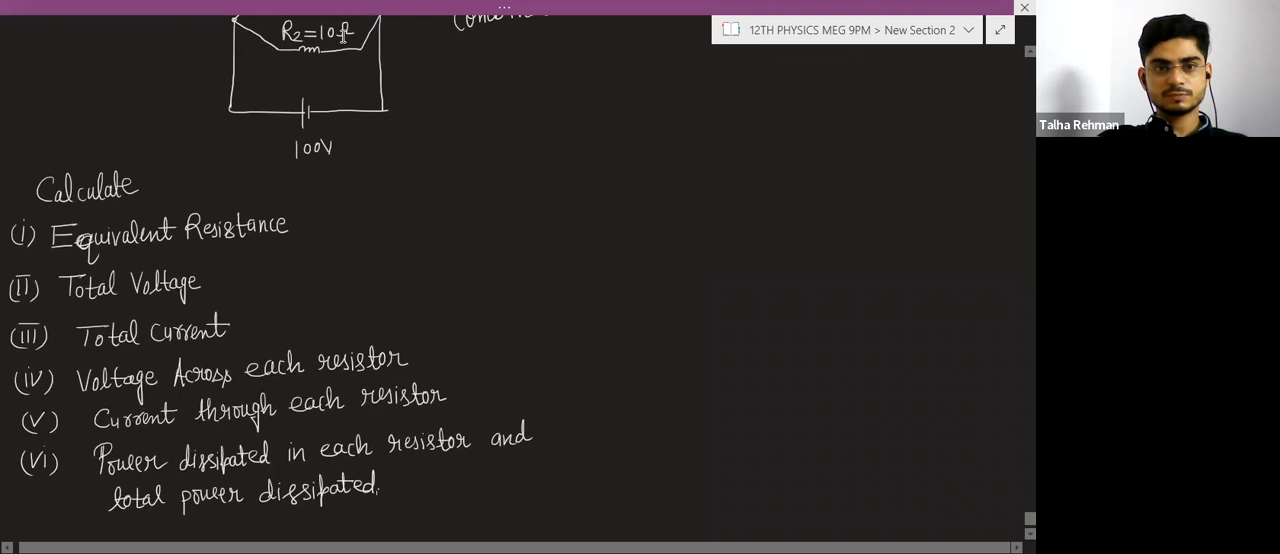 R2=10Ω
12TH PHYSICS MEG 9PM > New Section 2
Talha Rehman
100V
Calculate
(i) Equivalent Resistance
(II) Total Voltage
(III) Total Current
(iv) Voltage Across each resistor
(v) Current through each resistor
(vi) Power dissipated in each resistor and
total power dissipated.